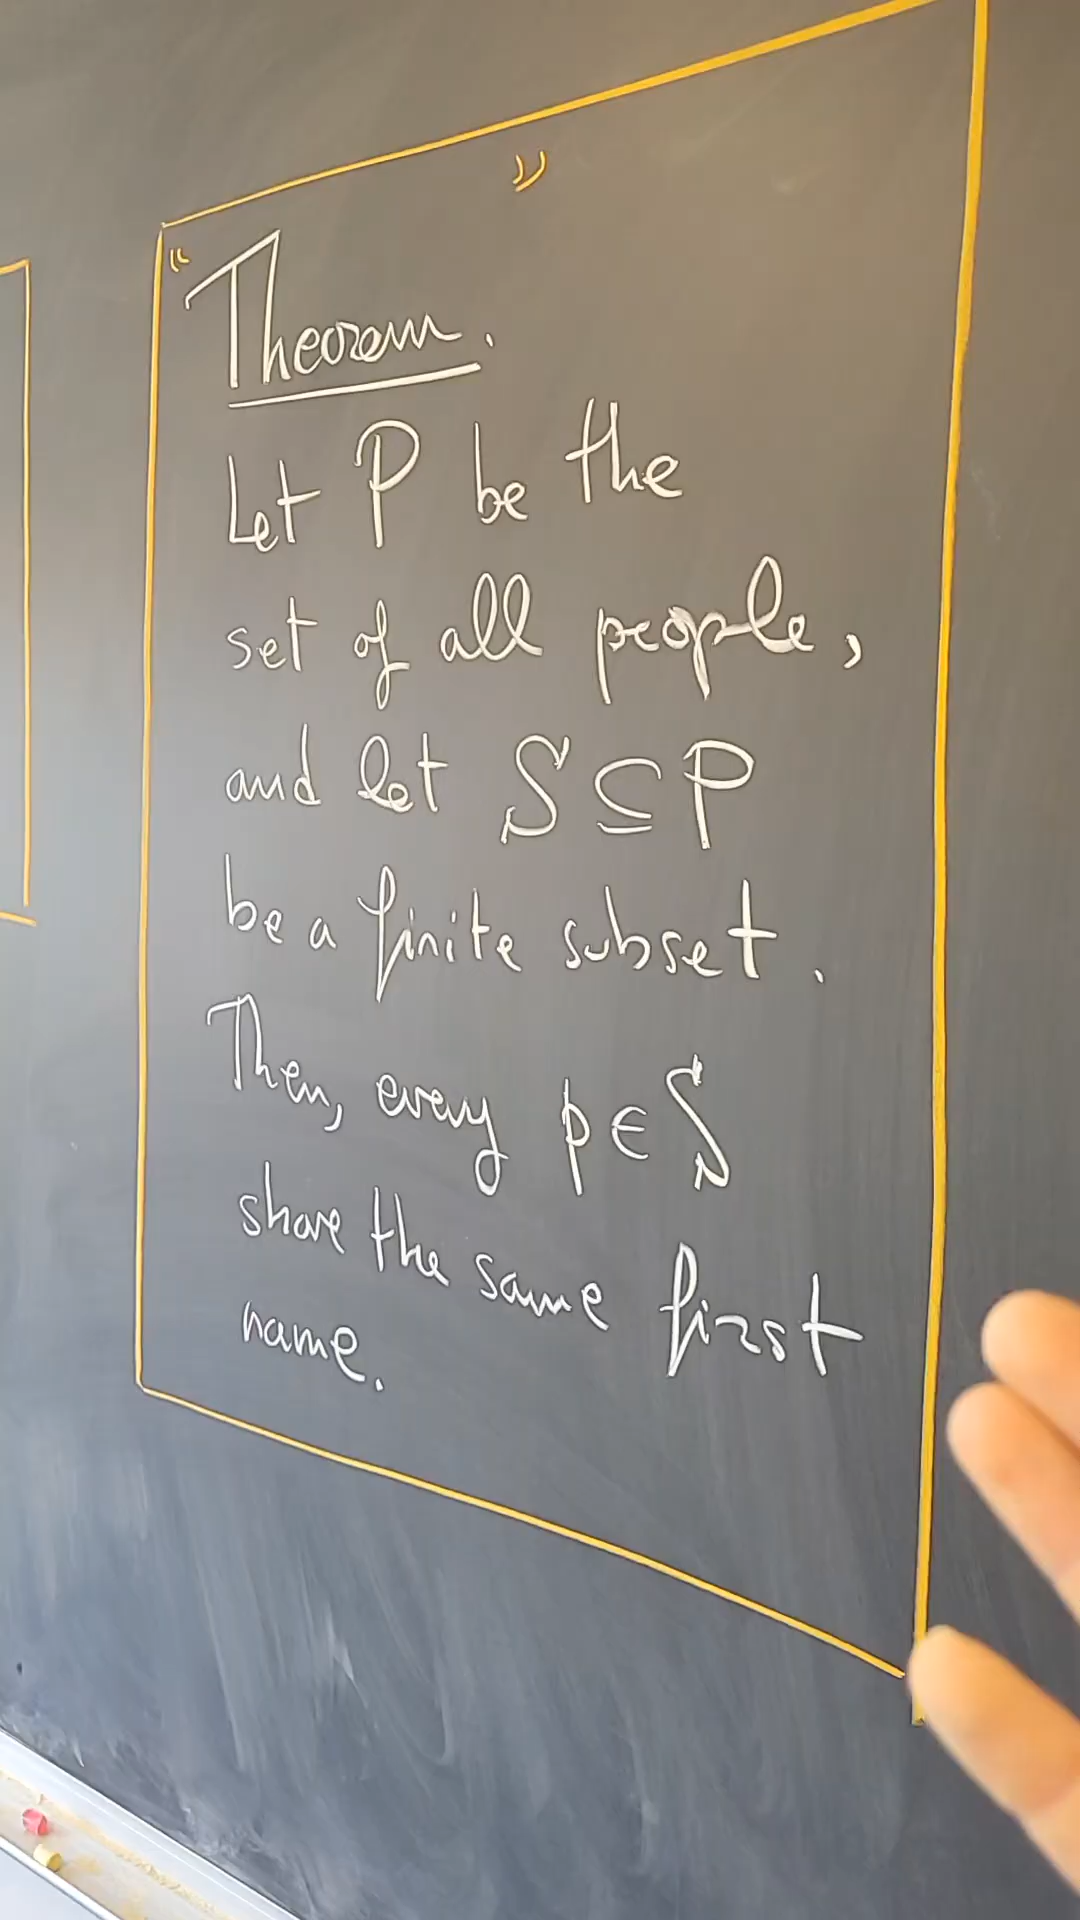 "Theorem."
Let P be the
set of all people,
and let S ⊆ P
be a finite subset.
Then, every p ∈ S
share the same first
name.